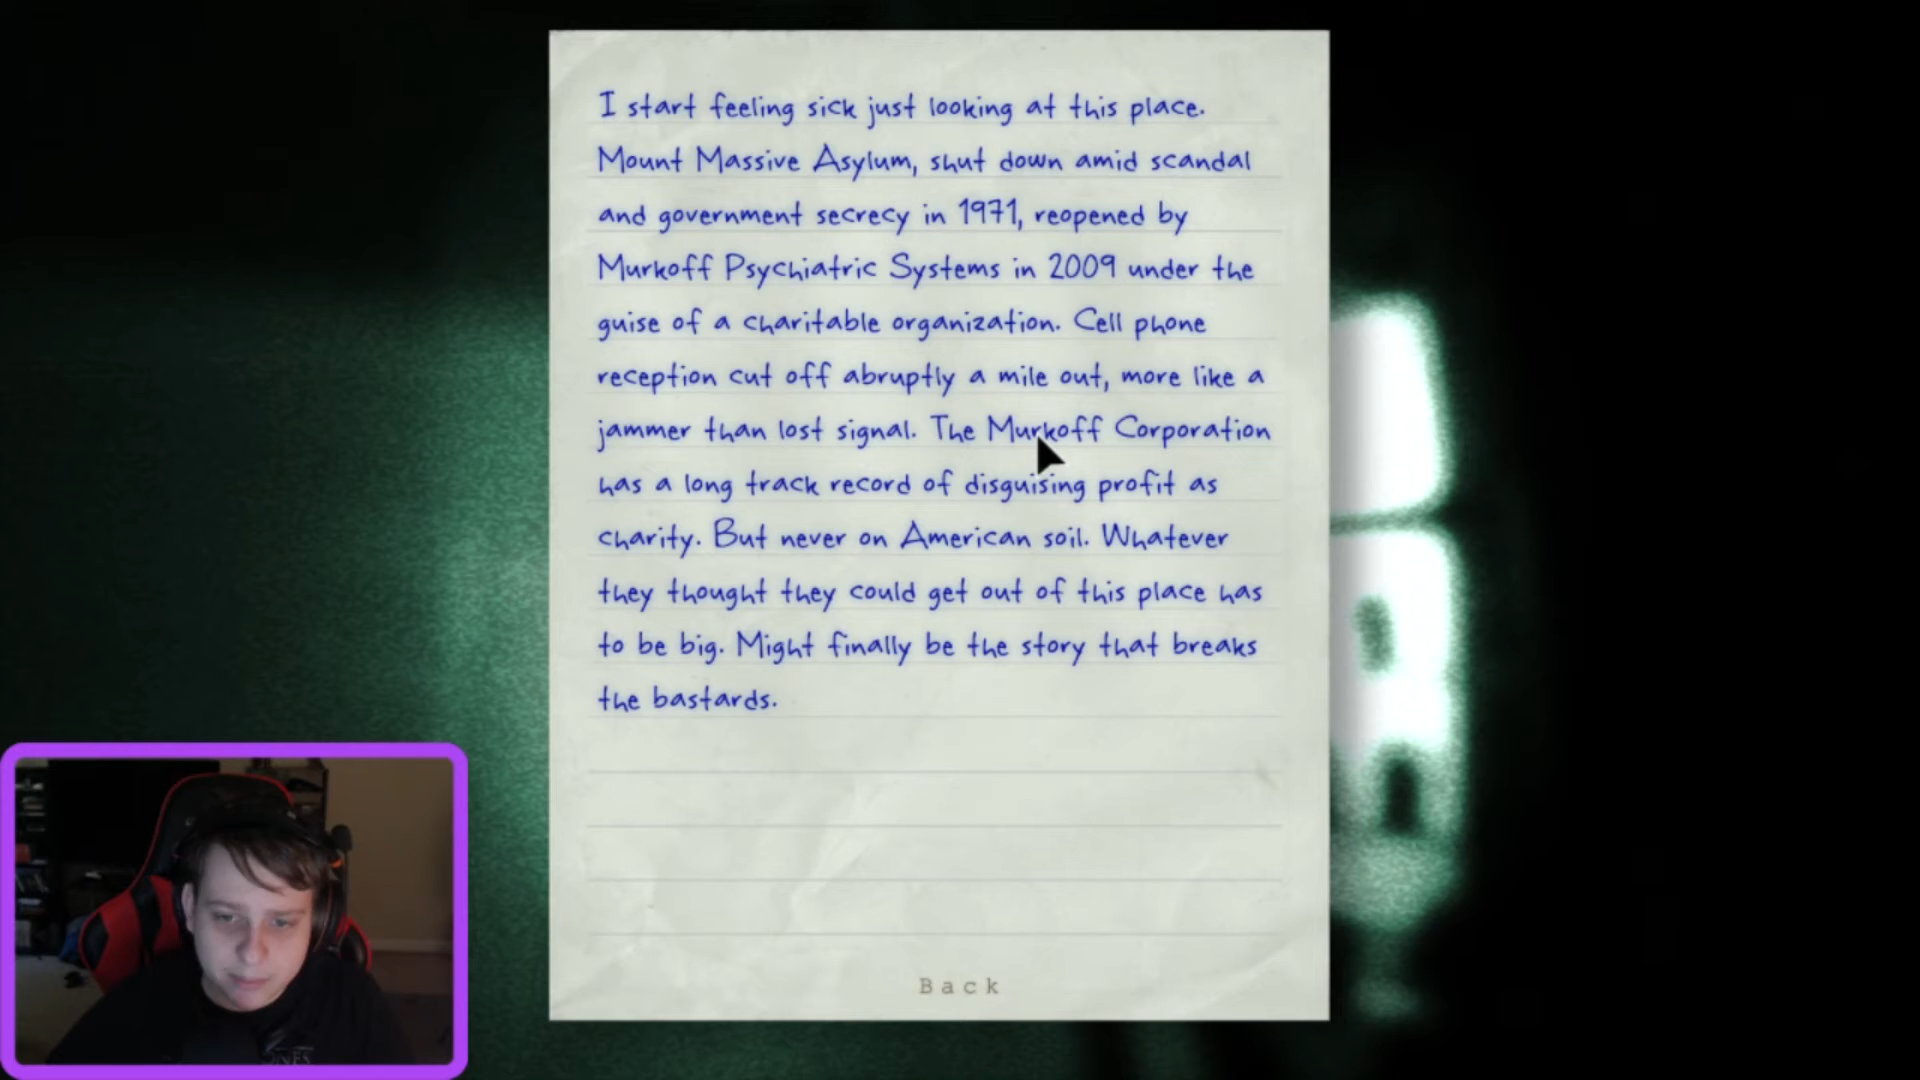 I start feeling sick just looking at this place.
Mount Massive Asylum, shut down amid scandal
and government secrecy in 1971, reopened by
Murkoff Psychiatric Systems in 2009 under the
guise of a charitable organization. Cell phone
reception cut off abruptly a mile out, more like a
jammer than lost signal. The Murkoff Corporation
has a long track record of disguising profit as
charity. But never on American soil. Whatever
they thought they could get out of this place has
to be big. Might finally be the story that breaks
the bastards.
Back